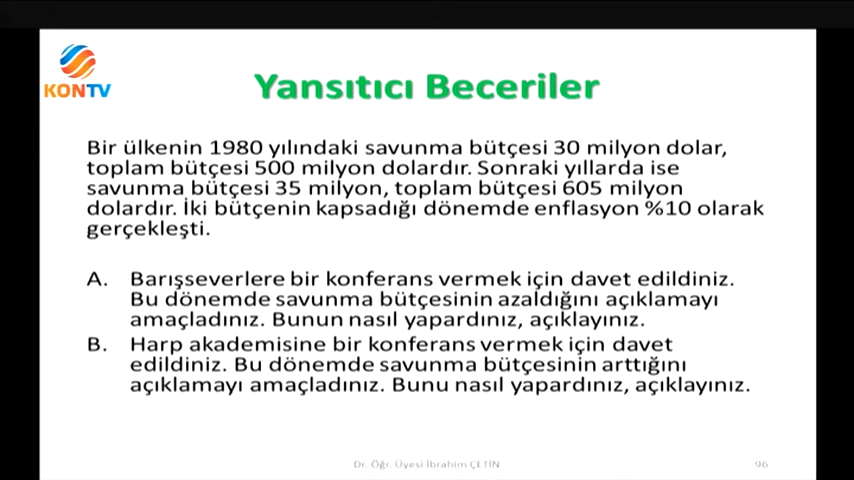 KONTV
Yansıtıcı Beceriler
Bir ülkenin 1980 yılındaki savunma bütçesi 30 milyon dolar,
toplam bütçesi 500 milyon dolardır. Sonraki yıllarda ise
savunma bütçesi 35 milyon, toplam bütçesi 605 milyon
dolardır. İki bütçenin kapsadığı dönemde enflasyon %10 olarak
gerçekleşti.
A. Barışseverlere bir konferans vermek için davet edildiniz.
Bu dönemde savunma bütçesinin azaldığını açıklamayı
amaçladınız. Bunun nasıl yapardınız, açıklayınız.
B. Harp akademisine bir konferans vermek için davet
edildiniz. Bu dönemde savunma bütçesinin arttığını
açıklamayı amaçladınız. Bunu nasıl yapardınız, açıklayınız.
Dr. Öğr. Üyesi İbrahim ÇETİN
96